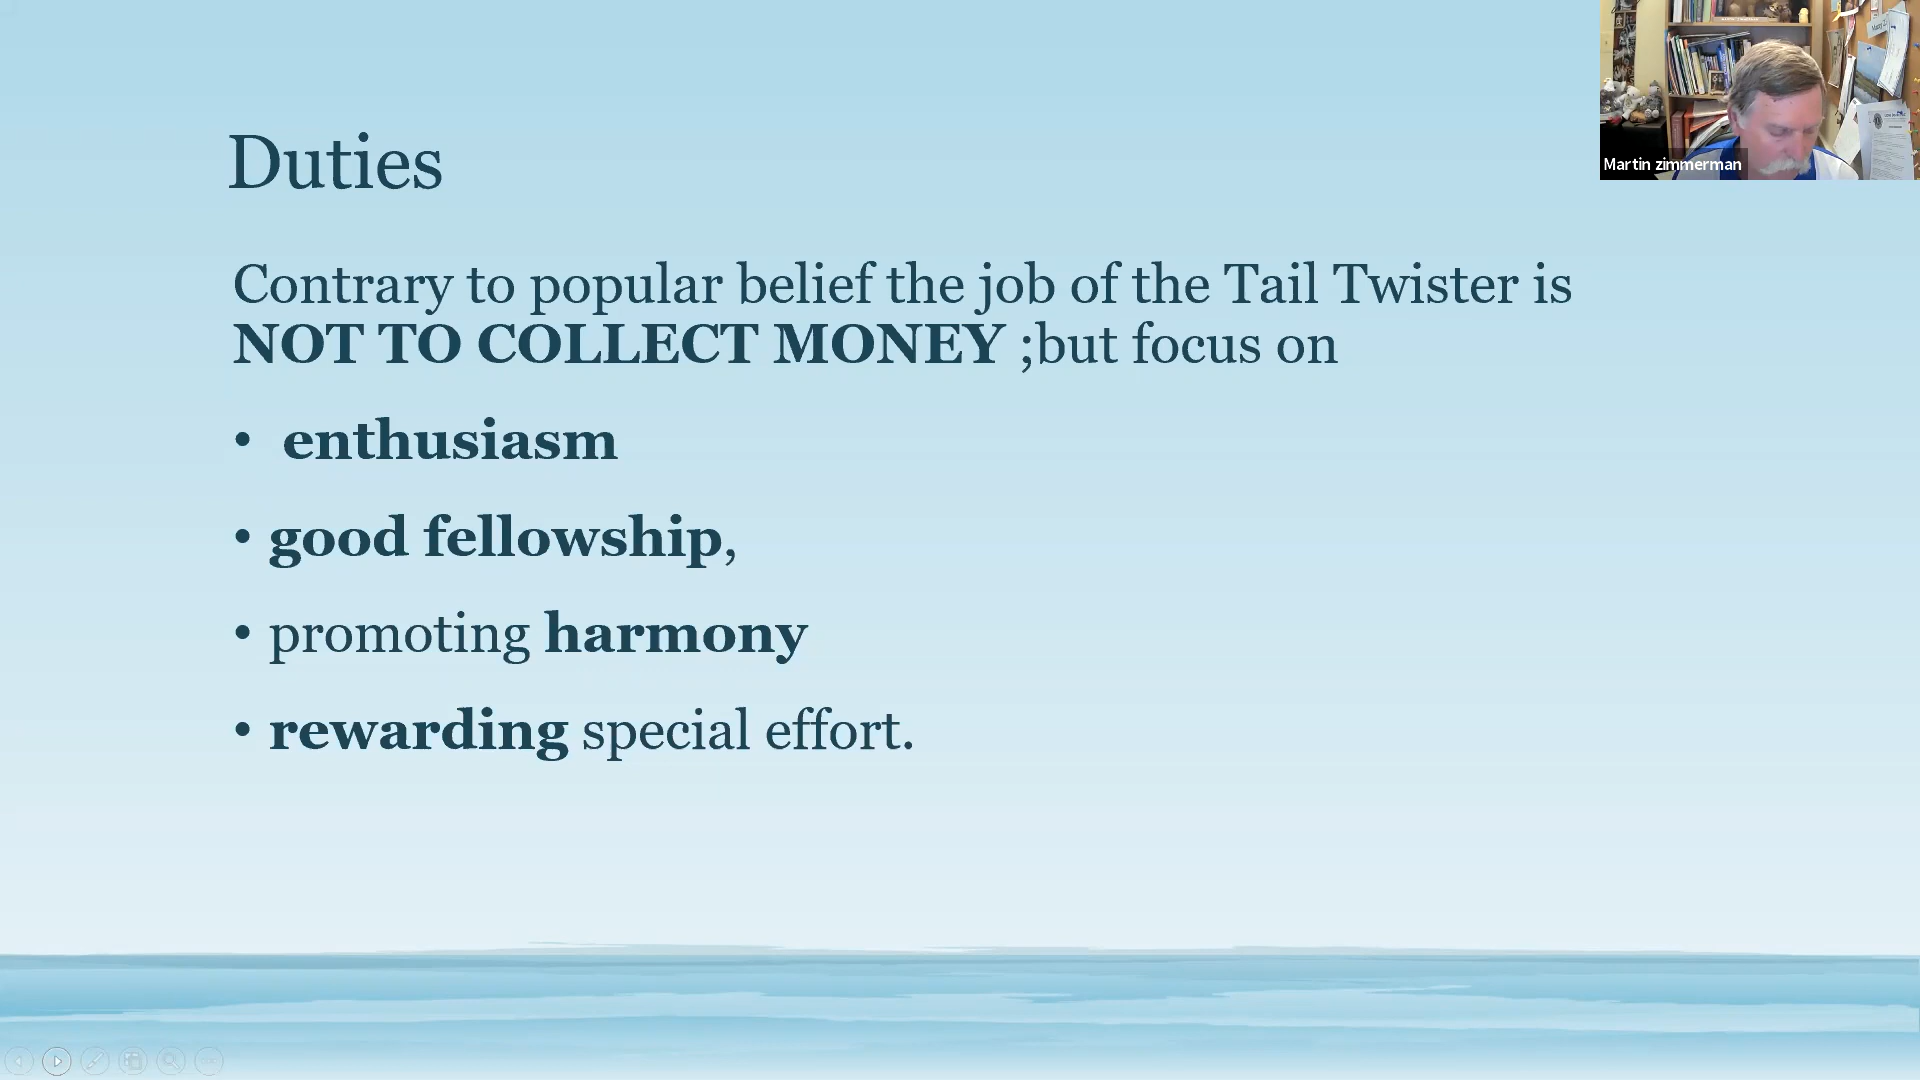 Duties
Contrary to popular belief the job of the Tail Twister is
NOT TO COLLECT MONEY ;but focus on
• enthusiasm
• good fellowship,
• promoting harmony
• rewarding special effort.
Martin zimmerman